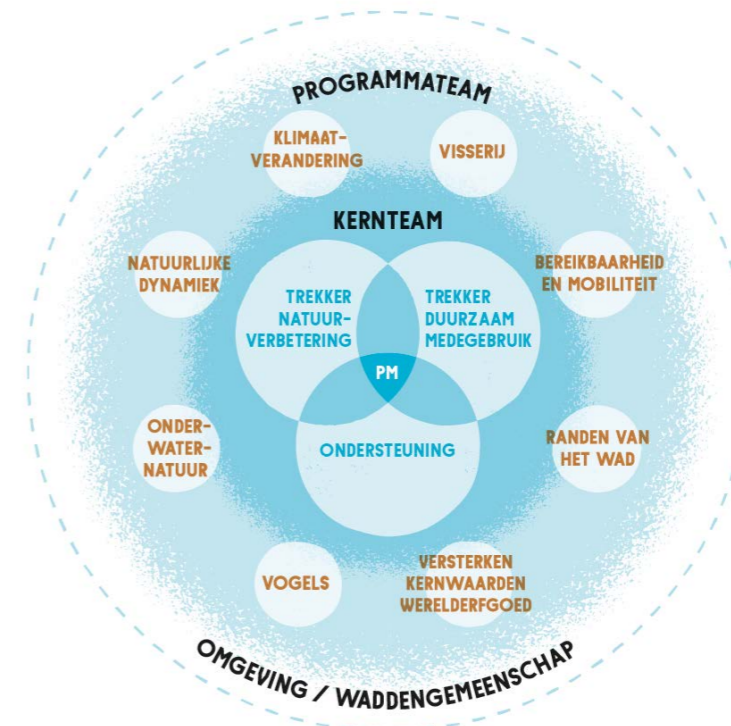 PROGRAMMATEAM
KLIMAAT-
VERANDERING
VISSERIJ
KERNTEAM
NATUURLIJKE
DYNAMIEK
BEREIKBAARHEID
EN MOBILITEIT
TREKKER
NATUUR-
VERBETERING
TREKKER
DUURZAAM
MEDEGEBRUIK
PM
ONDER-
WATER-
NATUUR
ONDERSTEUNING
RANDEN VAN
HET WAD
VOGELS
VERSTERKEN
KERNWAARDEN
WERELDERFGOED
OMGEVING / WADDENGEMEENSCHAP